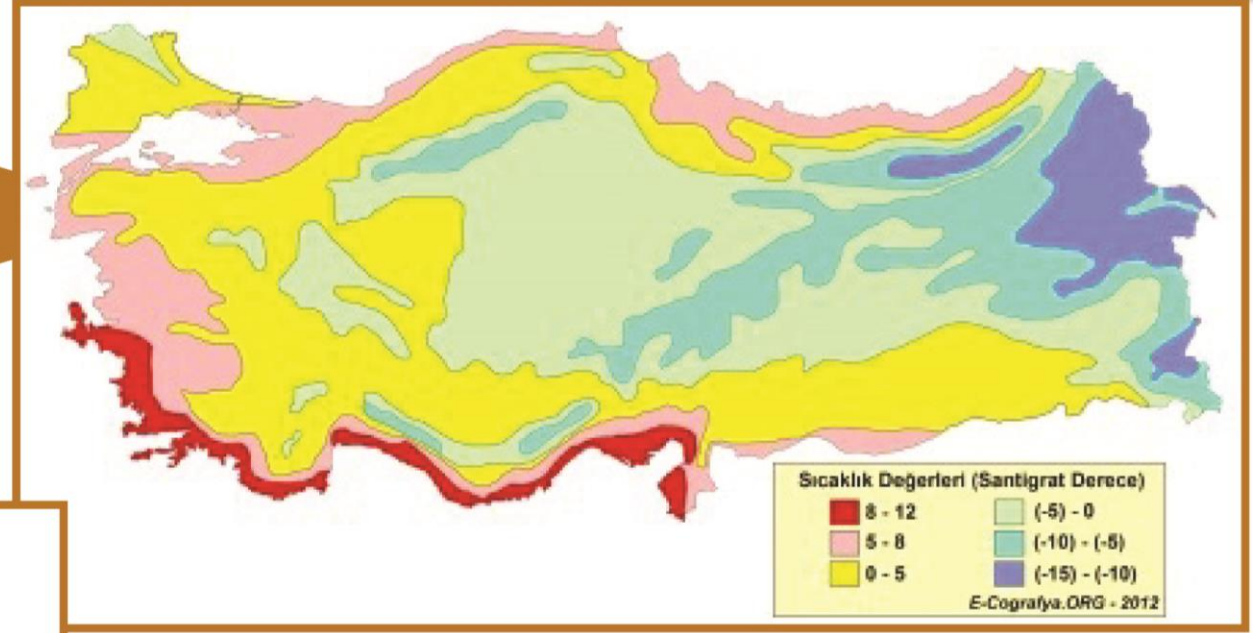 Sıcaklık Değerleri (Santigrat Derece)
8 - 12
5 - 8
0 - 5
(-5) - 0
(-10) - (-5)
(-15) - (-10)
E-Cografya.ORG - 2012